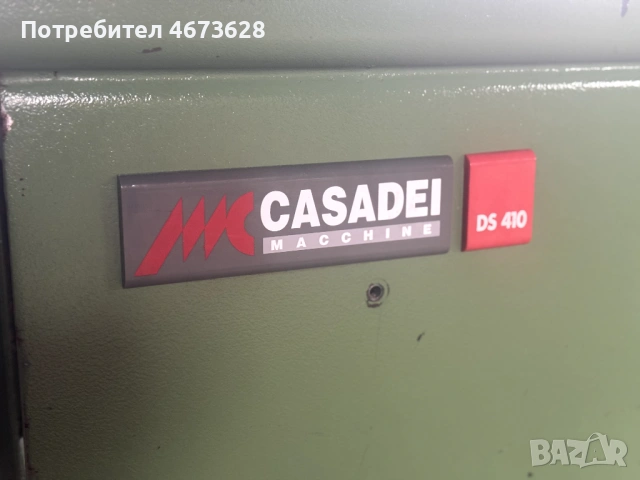 Потребител 4673628
CASADEI
MACCHINE
DS 410
BAZAR